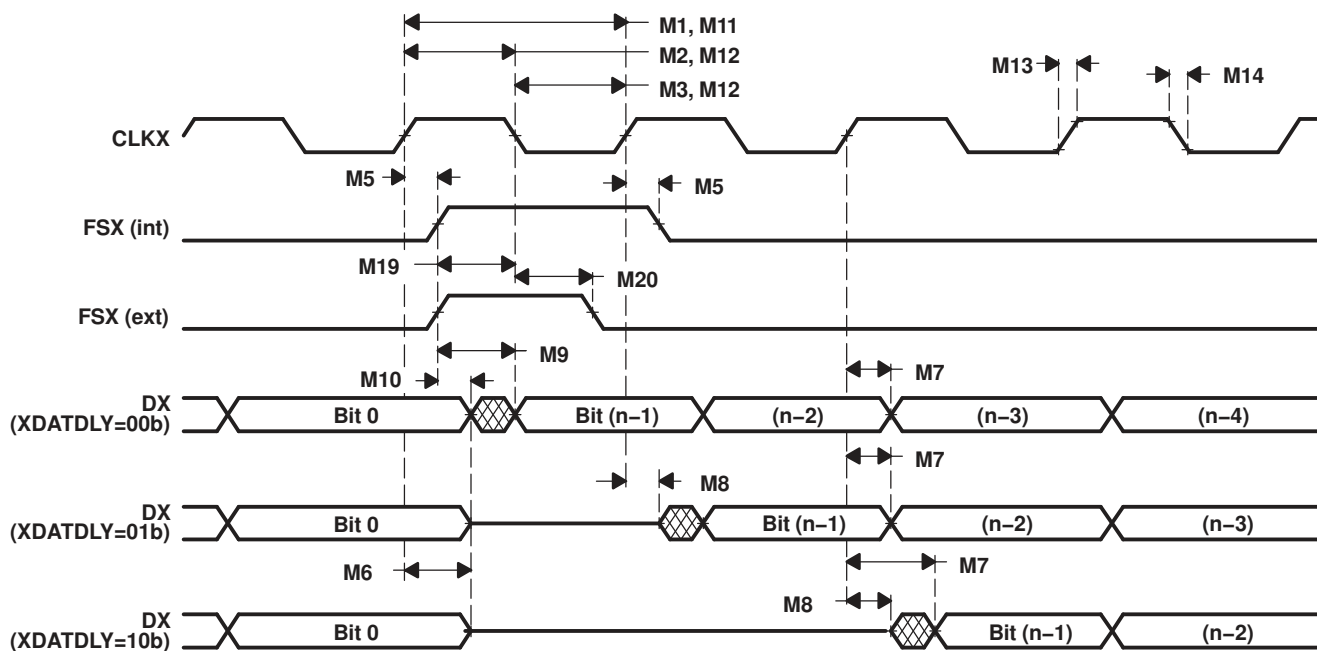 M1, M11
M2, M12
M3, M12
M13
M14
CLKX
M5
M5
FSX (int)
M19
M20
FSX (ext)
M9
M10
M7
DX
(XDATDLY=00b)
Bit 0
Bit (n−1)
(n−2)
(n−3)
(n−4)
M7
M8
DX
(XDATDLY=01b)
Bit 0
Bit (n−1)
(n−2)
(n−3)
M6
M7
M8
DX
(XDATDLY=10b)
Bit 0
Bit (n−1)
(n−2)